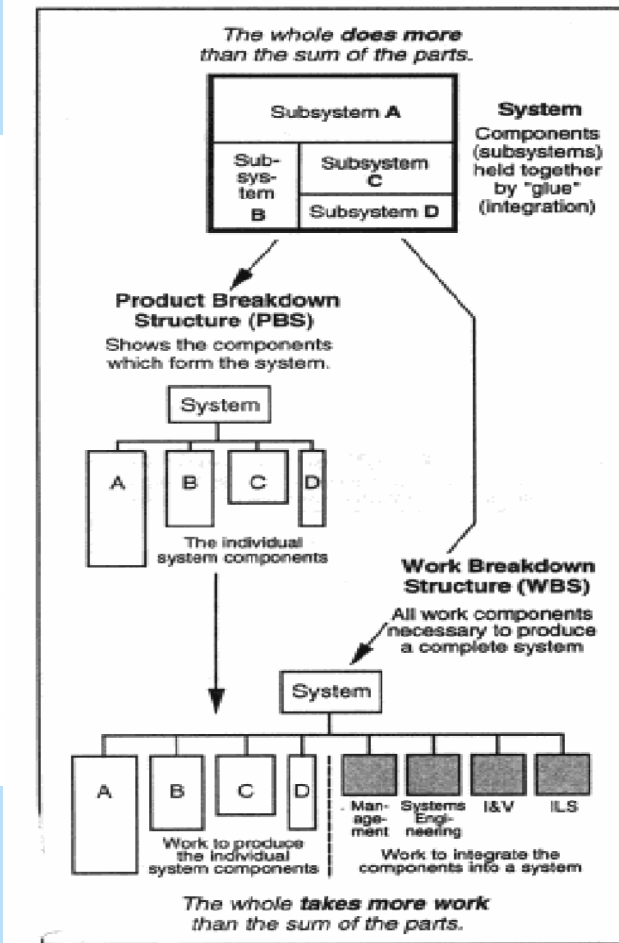 The whole does more
than the sum of the parts.
Subsystem A
Sub-
sys-
tem
B
Subsystem
C
Subsystem D
System
Components
(subsystems)
held together
by "glue"
(integration)
Product Breakdown
Structure (PBS)
Shows the components
which form the system.
System
A
B
C
D
The individual
system components
Work Breakdown
Structure (WBS)
All work components
necessary to produce
a complete system
System
A
B
C
D
Work to produce
the individual
system components
Man-
age-
ment
Systems
Engi-
neering
I&V
ILS
Work to integrate the
components into a system
The whole takes more work
than the sum of the parts.